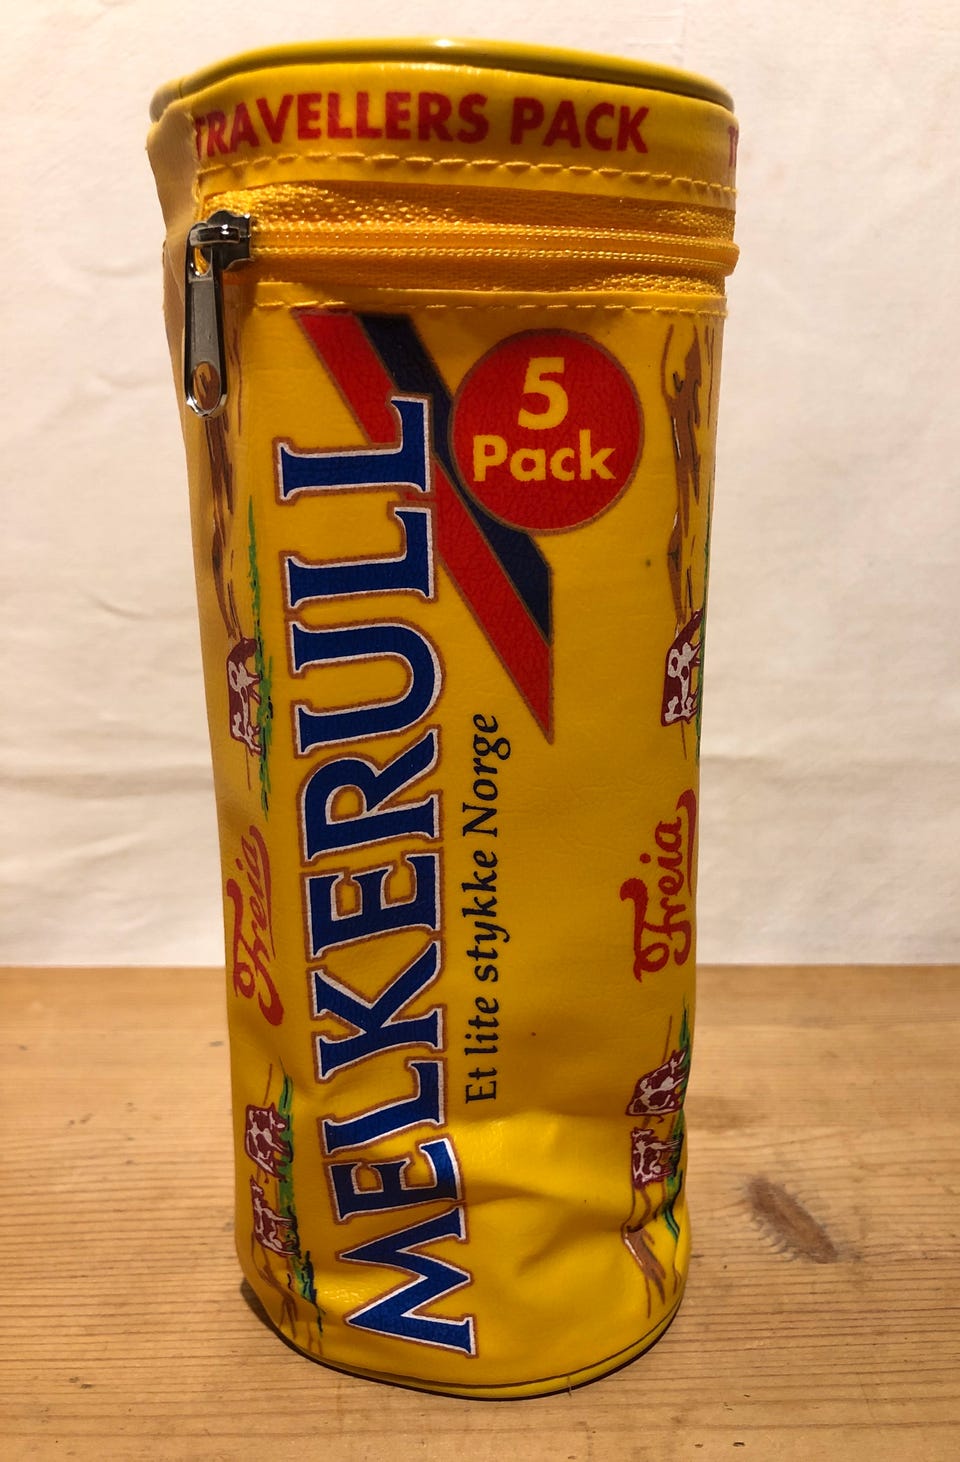 TRAVELLERS PACK
5
Pack
MELKERULL
Et lite stykke Norge
Freia
Freia